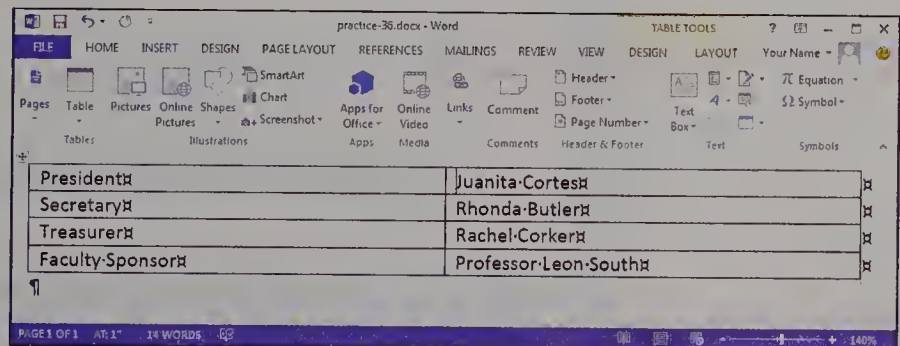 practice-36.docx - Word TABLE TOOLS ?
FILE HOME INSERT DESIGN PAGE LAYOUT REFERENCES MAILINGS REVIEW VIEW DESIGN LAYOUT Your Name
Pages Table Pictures Online Pictures Shapes SmartArt Chart Screenshot Apps for Office Online Video Links Comment Header Footer Page Number Text Box Equation Symbol
Tables Illustrations Apps Media Comments Header & Footer Text Symbols
President¤ Juanita·Cortes¤ ¤
Secretary¤ Rhonda·Butler¤ ¤
Treasurer¤ Rachel·Corker¤ ¤
Faculty·Sponsor¤ Professor·Leon·South¤ ¤
¶
PAGE 1 OF 1 AT: 1" 14 WORDS 140%